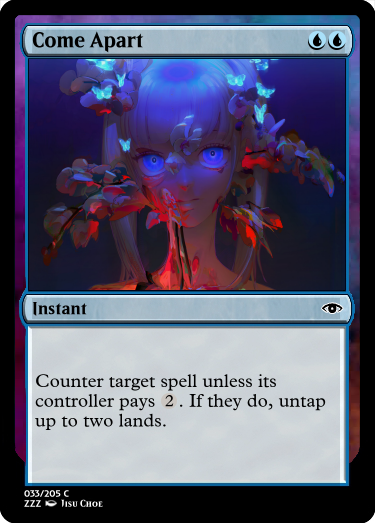 Come Apart
Instant
Counter target spell unless its
controller pays 2 . If they do, untap
up to two lands.
033/205 C
ZZZ Jisu Choe